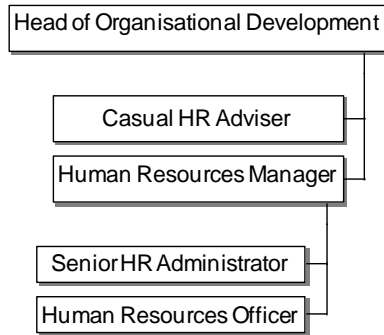 Head of Organisational Development
Casual HR Adviser
Human Resources Manager
Senior HR Administrator
Human Resources Officer